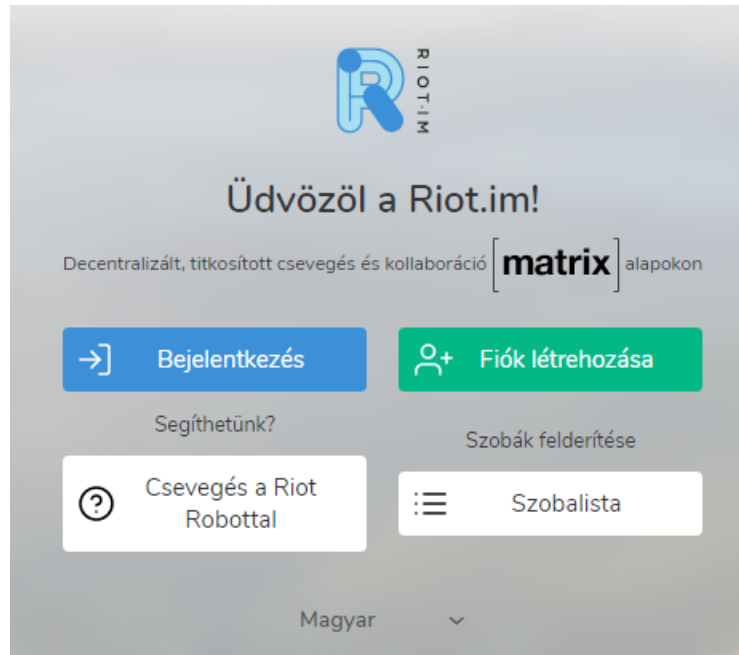 RIOT·IM
Üdvözöl a Riot.im!
Decentralizált, titkosított csevegés és kollaboráció [matrix] alapokon
Bejelentkezés
Fiók létrehozása
Segíthetünk?
Szobák felderítése
Csevegés a Riot
Robottal
Szobalista
Magyar